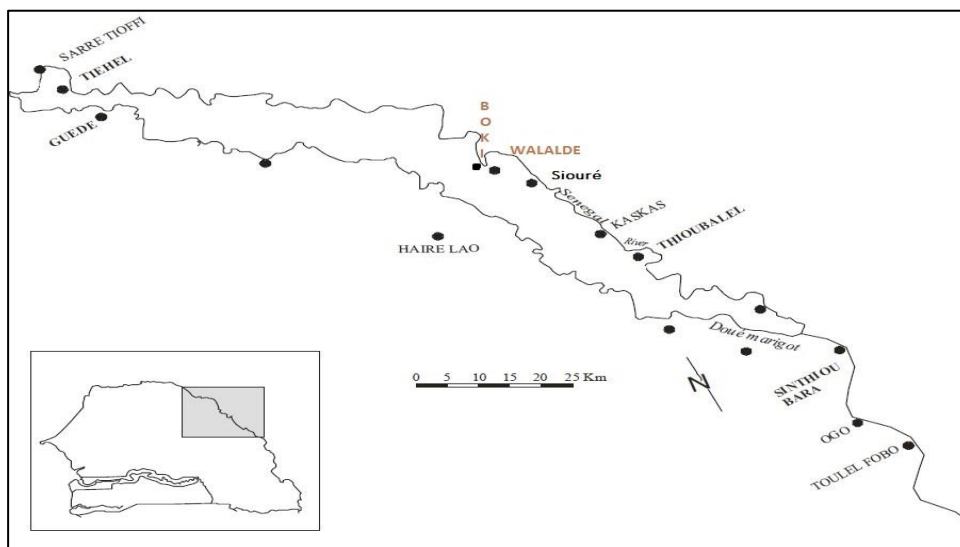 SARRE TIOFFI
TIEHEL
GUEDE
BOKI
WALALDE
Siouré
Senegal
River
KASKAS
THIOUBALEL
HAIRE LAO
Doué marigot
N
0 5 10 15 20 25 Km
SINTHIOU
BARA
OGO
TOULEL FOBO